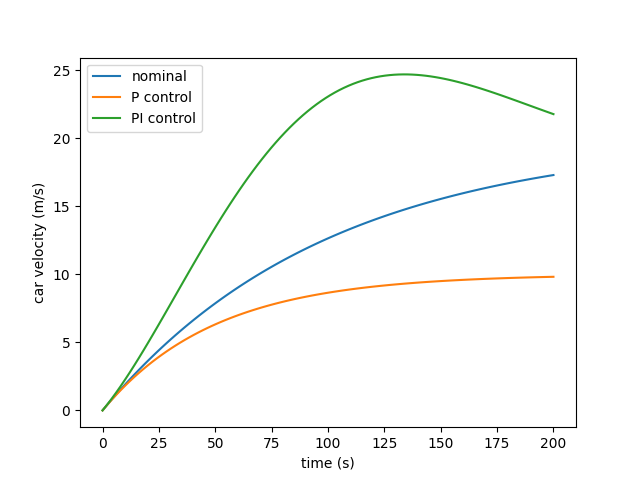 nominal
P control
PI control
25
20
15
10
5
0
car velocity (m/s)
0 25 50 75 100 125 150 175 200
time (s)